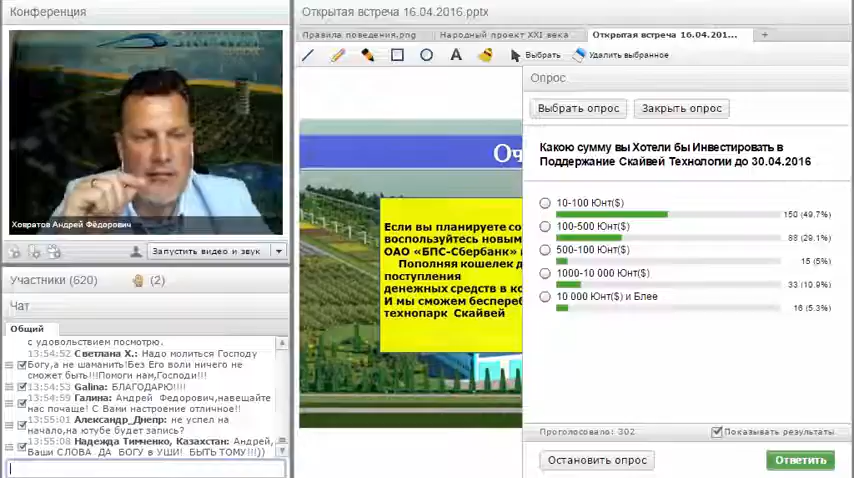 Конференция
Ховратов Андрей Фёдорович
Запустить видео и звук
Участники (620)
(2)
Чат
Общий
с удовольствием посмотрю.
13:54:52 Светлана Х.: Надо молиться Господу
Богу,а не шаманить!Без Его воли ничего не
сможет быть!!!Помоги нам,Господи!!!
13:54:53 Galina: БЛАГОДАРЮ!!!!
13:54:59 Галина: Андрей Федорович,навещайте
нас почаще! С Вами настроение отличное!!
13:55:01 Александр_Днепр: не успел на
начало,на ютубе будет запись?
13:55:08 Надежда Тимченко, Казахстан: Андрей,
Ваши СЛОВА ДА БОГУ в УШИ! БЫТЬ ТОМУ!!!))
Открытая встреча 16.04.2016.pptx
Правила поведения.png
Народный проект XXI века
Открытая встреча 16.04.201...
+
A
Выбрать
Удалить выбранное
Оч
Если вы планируете со
воспользуйтесь новым
ОАО «БПС-Сбербанк»
Пополняя кошелек д
поступления
денежных средств в к
И мы сможем беспереб
технопарк Скайвей
Опрос
Выбрать опрос
Закрыть опрос
Какою сумму вы Хотели бы Инвестировать в
Поддержание Скайвей Технологии до 30.04.2016
10-100 Юнт($)
150 (49.7%)
100-500 Юнт($)
88 (29.1%)
500-100 Юнт($)
15 (5%)
1000-10 000 Юнт($)
33 (10.9%)
10 000 Юнт($) и Блее
16 (5.3%)
Проголосовало: 302
Показывать результаты
Остановить опрос
Ответить